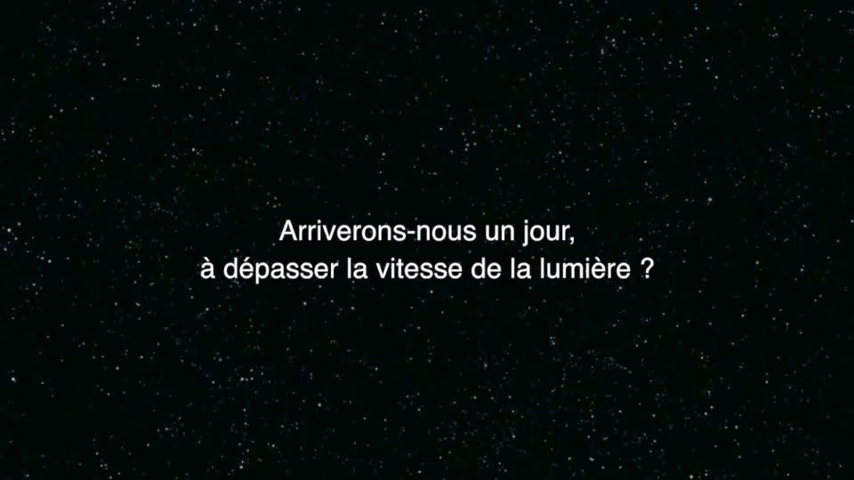 Arriverons-nous un jour,
à dépasser la vitesse de la lumière ?